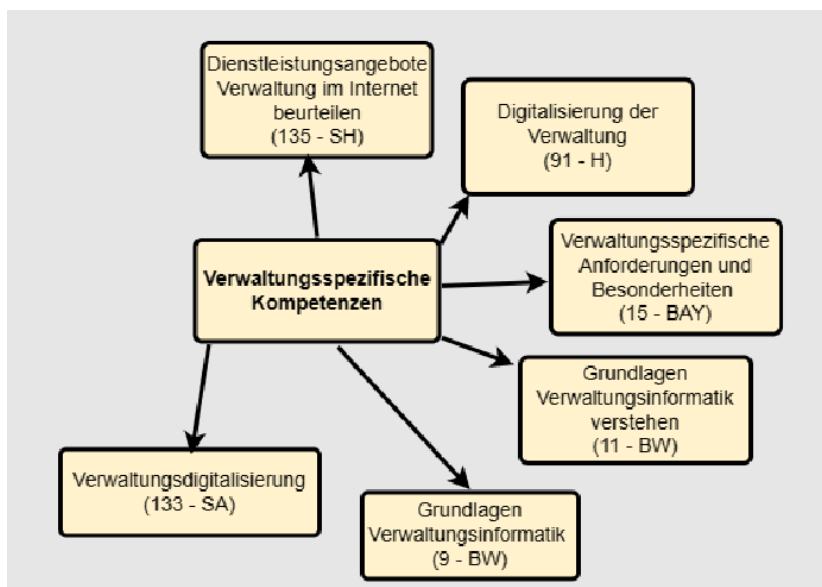 Dienstleistungsangebote
Verwaltung im Internet
beurteilen
(135 - SH)
Digitalisierung der
Verwaltung
(91 - H)
Verwaltungsspezifische
Kompetenzen
Verwaltungsspezifische
Anforderungen und
Besonderheiten
(15 - BAY)
Grundlagen
Verwaltungsinformatik
verstehen
(11 - BW)
Verwaltungsdigitalisierung
(133 - SA)
Grundlagen
Verwaltungsinformatik
(9 - BW)